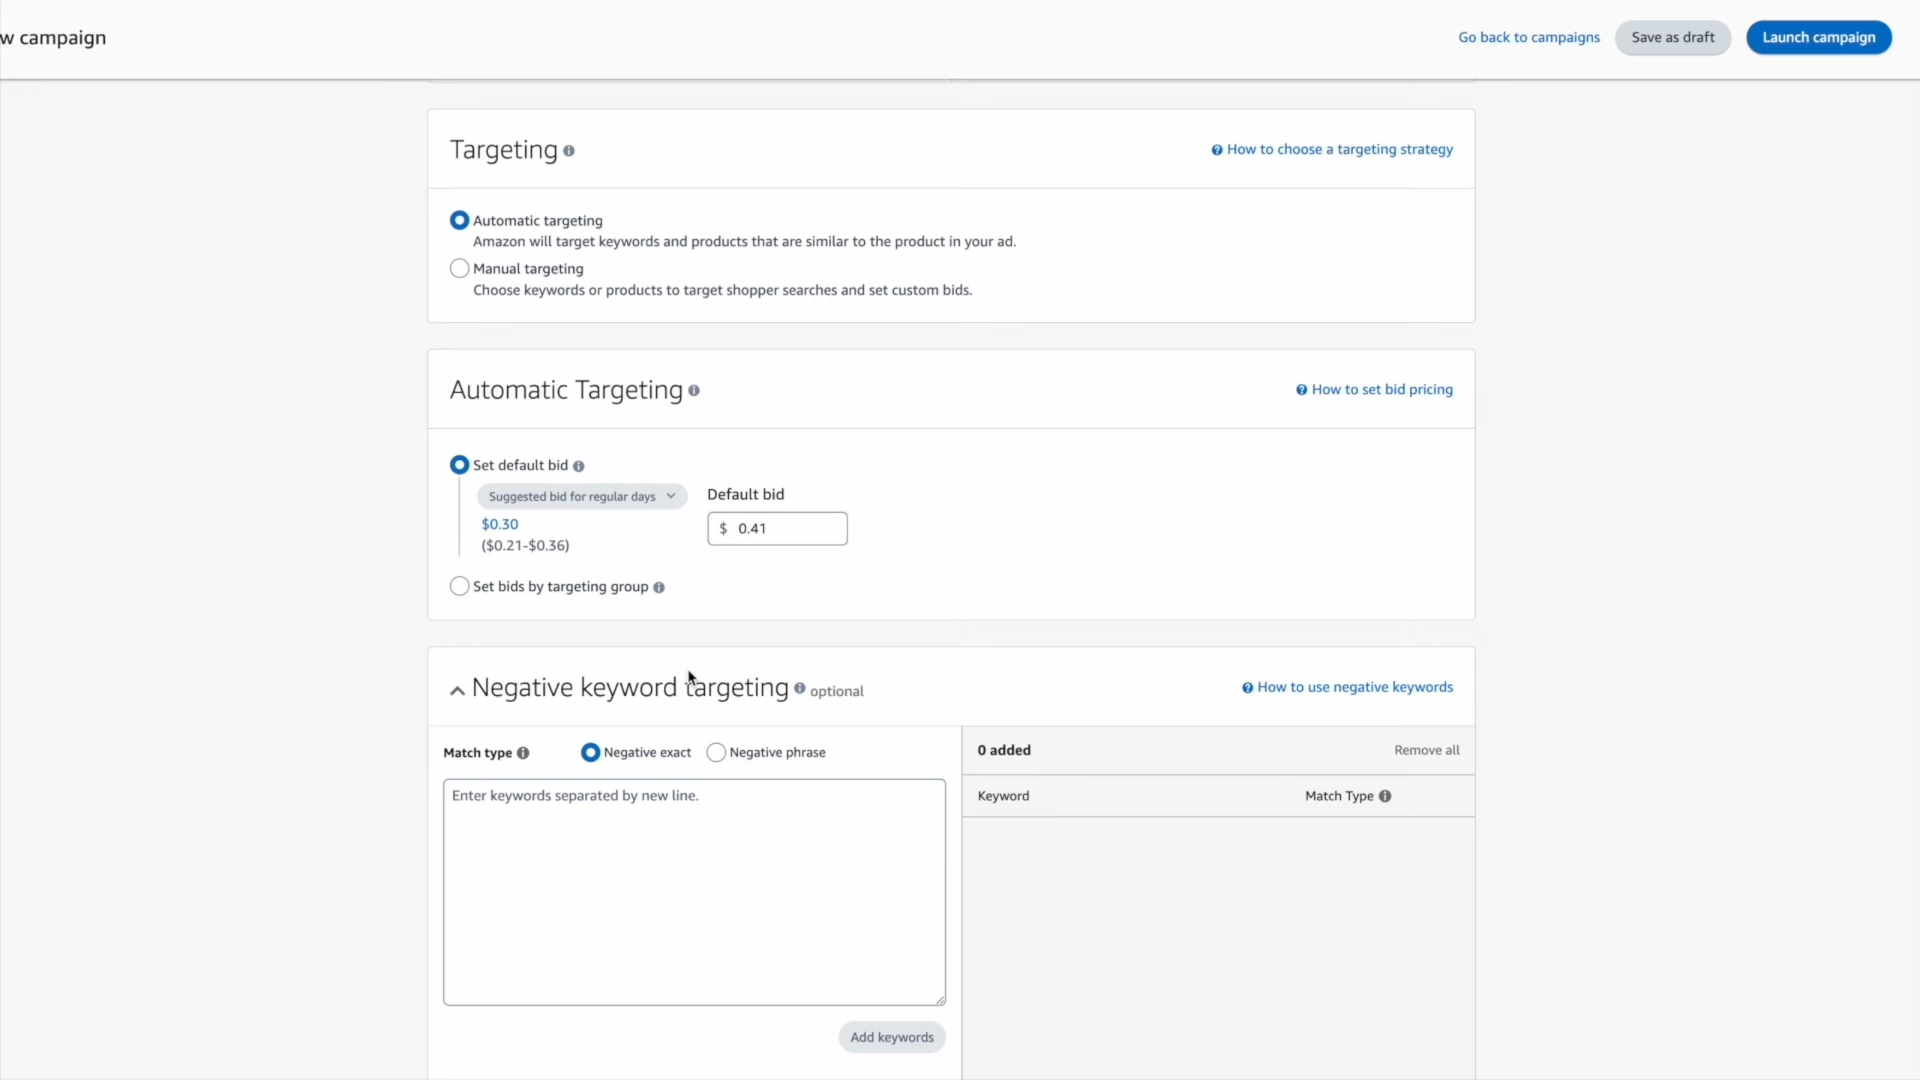 w campaign
Go back to campaigns
Save as draft
Launch campaign
Targeting
How to choose a targeting strategy
Automatic targeting
Amazon will target keywords and products that are similar to the product in your ad.
Manual targeting
Choose keywords or products to target shopper searches and set custom bids.
Automatic Targeting
How to set bid pricing
Set default bid
Suggested bid for regular days
Default bid
$0.30
$ 0.41
($0.21-$0.36)
Set bids by targeting group
Negative keyword targeting optional
How to use negative keywords
Match type
Negative exact
Negative phrase
0 added
Remove all
Enter keywords separated by new line.
Keyword
Match Type
Add keywords